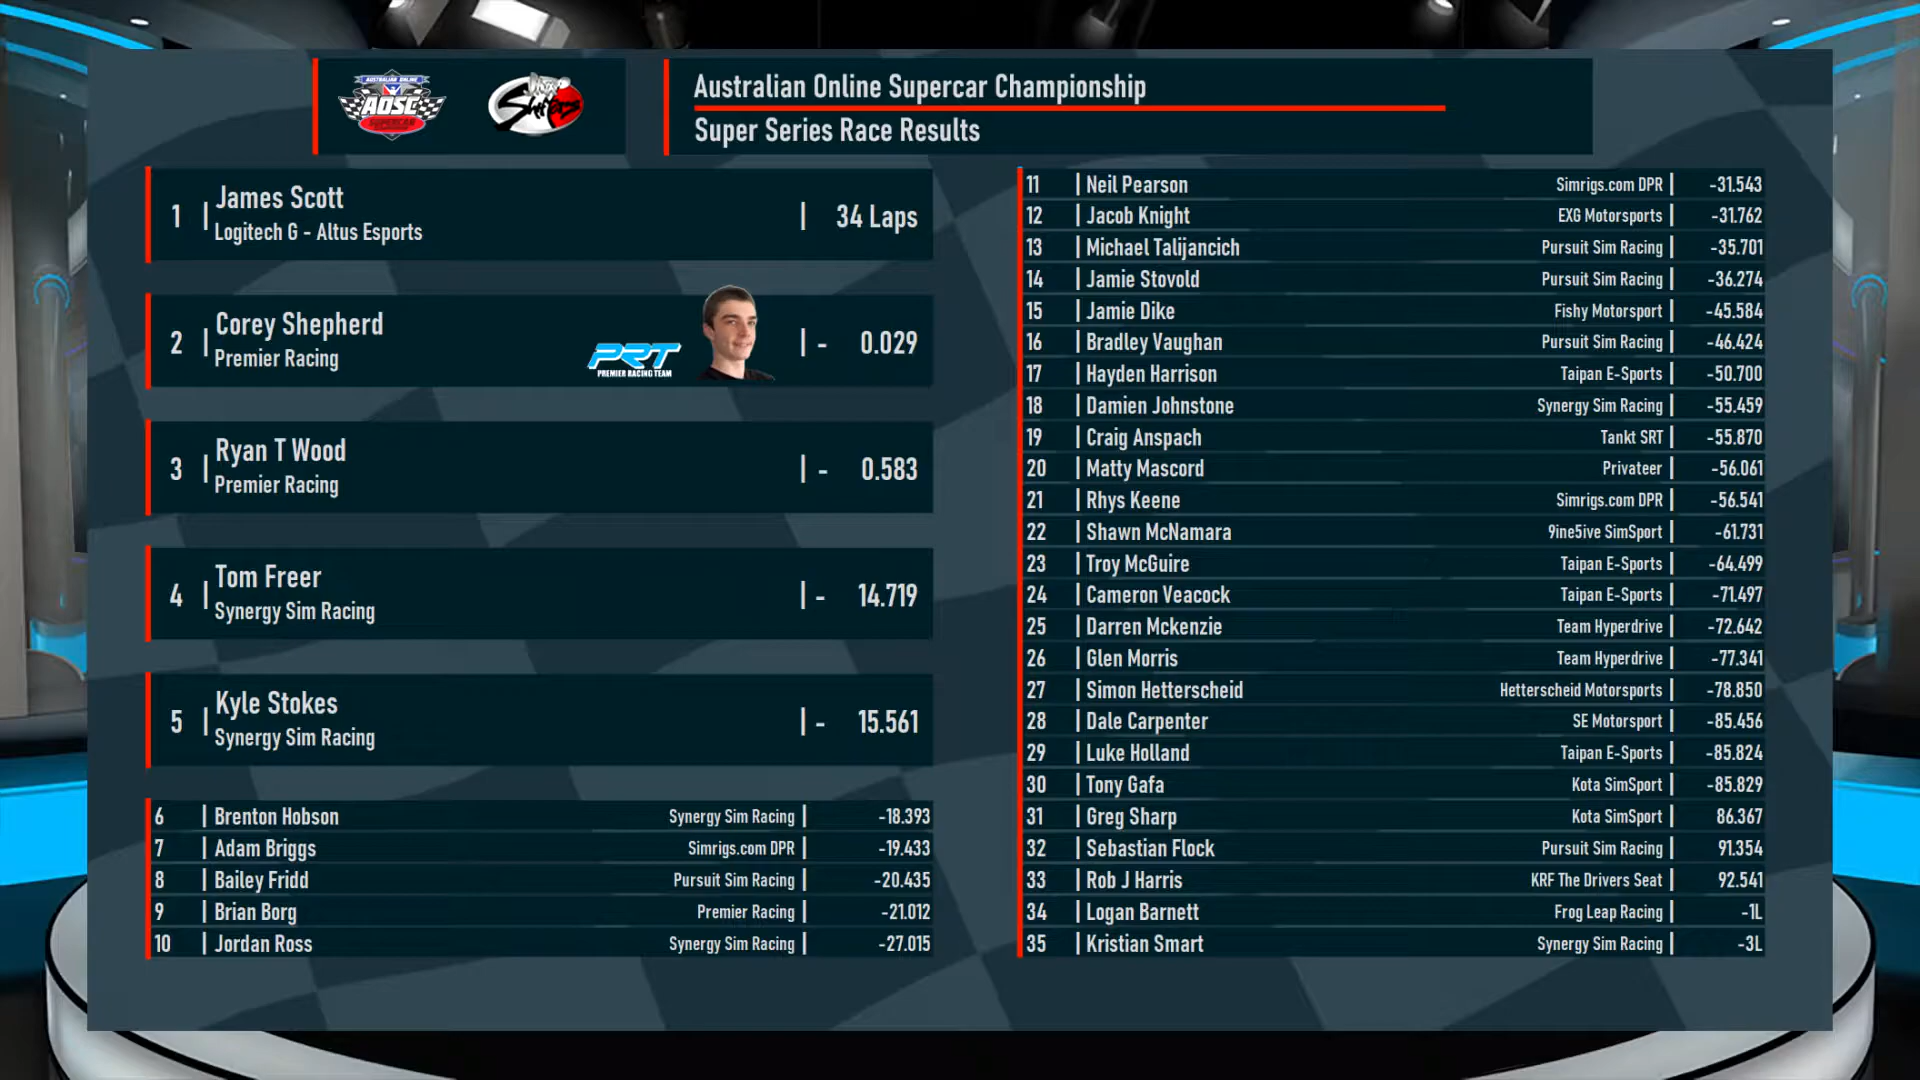 AUSTRALIAN ONLINE
AOSC
SUPERCAR
Australian Online Supercar Championship
Super Series Race Results
1 | James Scott | 34 Laps
Logitech G - Altus Esports
2 | Corey Shepherd | - 0.029
Premier Racing
PRT
PREMIER RACING TEAM
3 | Ryan T Wood | - 0.583
Premier Racing
4 | Tom Freer | - 14.719
Synergy Sim Racing
5 | Kyle Stokes | - 15.561
Synergy Sim Racing
6 | Brenton Hobson Synergy Sim Racing | -18.393
7 | Adam Briggs Simrigs.com DPR | -19.433
8 | Bailey Fridd Pursuit Sim Racing | -20.435
9 | Brian Borg Premier Racing | -21.012
10 | Jordan Ross Synergy Sim Racing | -27.015
11 | Neil Pearson Simrigs.com DPR | -31.543
12 | Jacob Knight EXG Motorsports | -31.762
13 | Michael Talijancich Pursuit Sim Racing | -35.701
14 | Jamie Stovold Pursuit Sim Racing | -36.274
15 | Jamie Dike Fishy Motorsport | -45.584
16 | Bradley Vaughan Pursuit Sim Racing | -46.424
17 | Hayden Harrison Taipan E-Sports | -50.700
18 | Damien Johnstone Synergy Sim Racing | -55.459
19 | Craig Anspach Tankt SRT | -55.870
20 | Matty Mascord Privateer | -56.061
21 | Rhys Keene Simrigs.com DPR | -56.541
22 | Shawn McNamara 9ine5ive SimSport | -61.731
23 | Troy McGuire Taipan E-Sports | -64.499
24 | Cameron Veacock Taipan E-Sports | -71.497
25 | Darren Mckenzie Team Hyperdrive | -72.642
26 | Glen Morris Team Hyperdrive | -77.341
27 | Simon Hetterscheid Hetterscheid Motorsports | -78.850
28 | Dale Carpenter SE Motorsport | -85.456
29 | Luke Holland Taipan E-Sports | -85.824
30 | Tony Gafa Kota SimSport | -85.829
31 | Greg Sharp Kota SimSport | 86.367
32 | Sebastian Flock Pursuit Sim Racing | 91.354
33 | Rob J Harris KRF The Drivers Seat | 92.541
34 | Logan Barnett Frog Leap Racing | -1L
35 | Kristian Smart Synergy Sim Racing | -3L